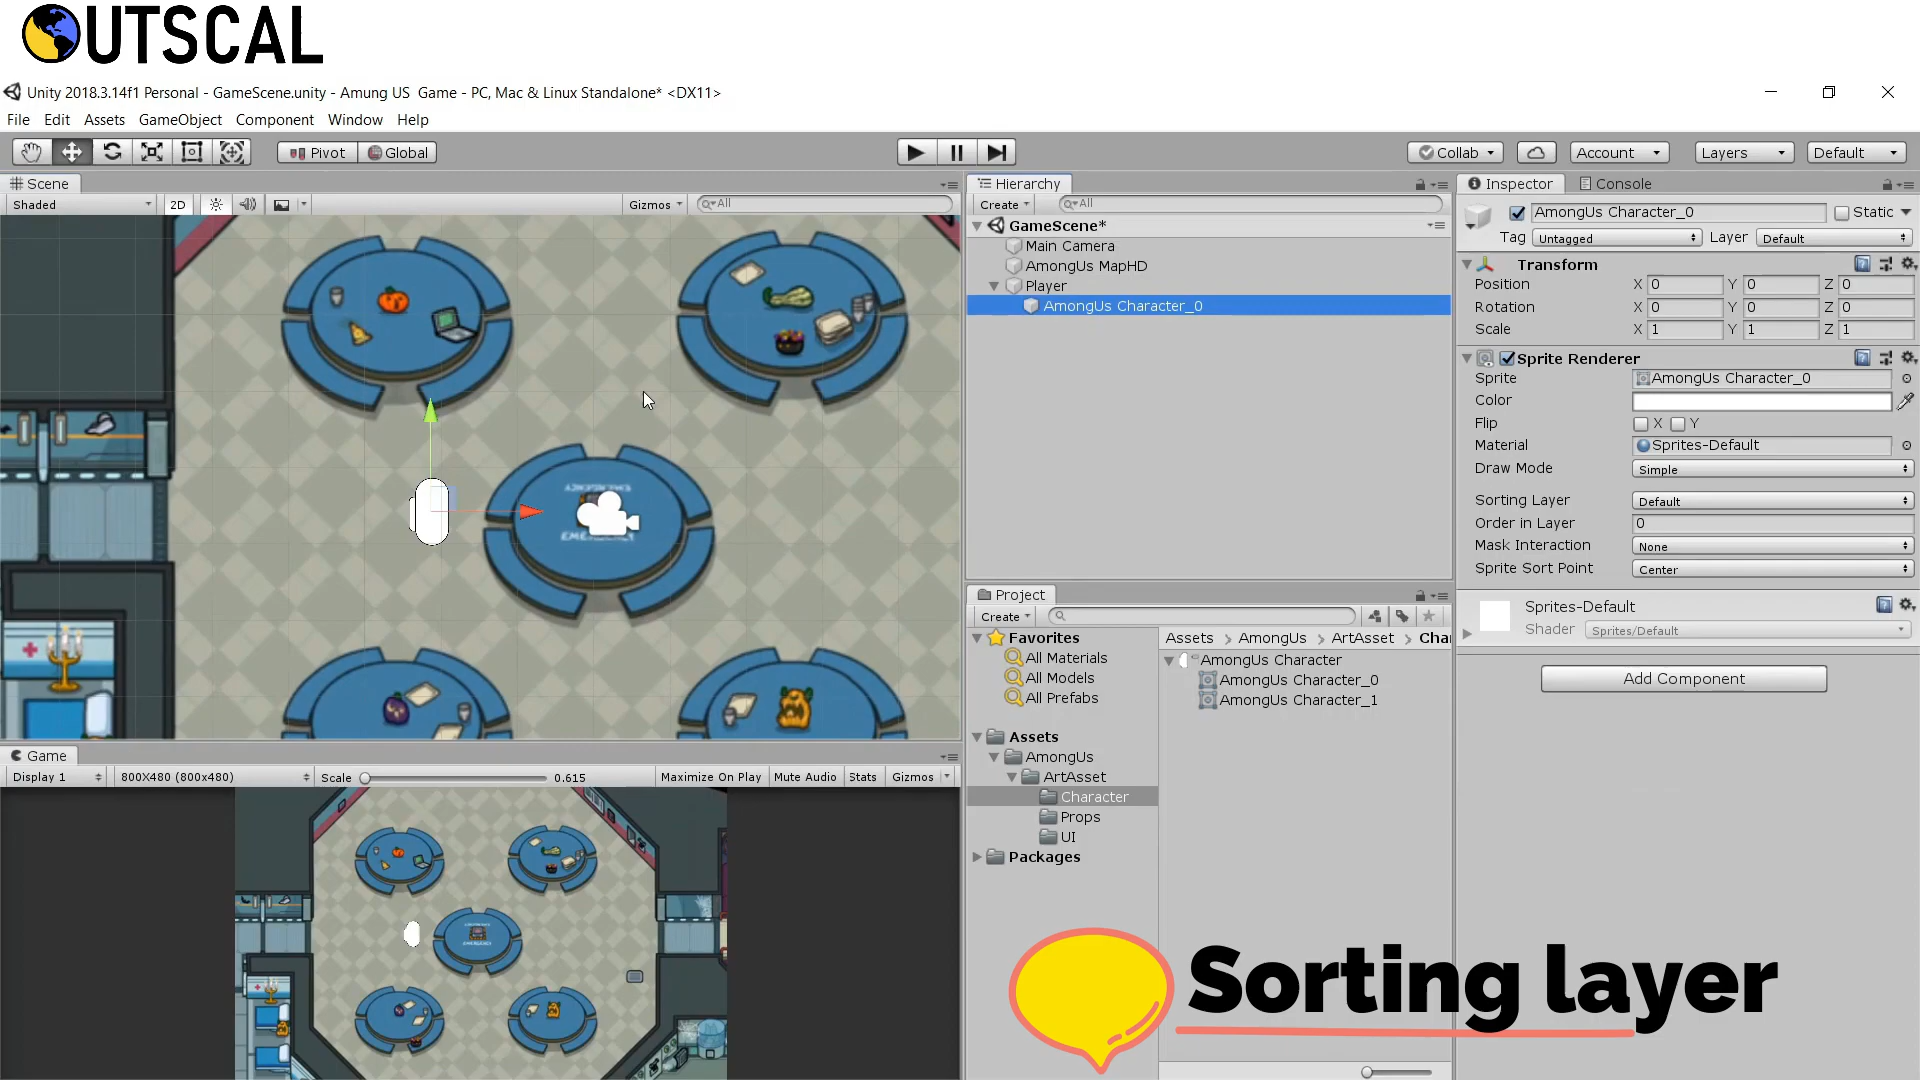 OUTSCAL
Unity 2018.3.14f1 Personal - GameScene.unity - Amung US Game - PC, Mac & Linux Standalone* <DX11>
File Edit Assets GameObject Component Window Help
Pivot Global Collab Account Layers Default
Scene
Shaded 2D Gizmos All
EMERGENCY
Game
Display 1 800X480 (800x480) Scale 0.615 Maximize On Play Mute Audio Stats Gizmos
Hierarchy
Create All
GameScene*
Main Camera
AmongUs MapHD
Player
AmongUs Character_0
Project
Create
Favorites
All Materials
All Models
All Prefabs
Assets
AmongUs
ArtAsset
Character
Props
UI
Packages
Assets AmongUs ArtAsset Cha
AmongUs Character
AmongUs Character_0
AmongUs Character_1
Inspector Console
AmongUs Character_0 Static
Tag Untagged Layer Default
Transform
Position X 0 Y 0 Z 0
Rotation X 0 Y 0 Z 0
Scale X 1 Y 1 Z 1
Sprite Renderer
Sprite AmongUs Character_0
Color
Flip X Y
Material Sprites-Default
Draw Mode Simple
Sorting Layer Default
Order in Layer 0
Mask Interaction None
Sprite Sort Point Center
Sprites-Default
Shader Sprites/Default
Add Component
Sorting layer